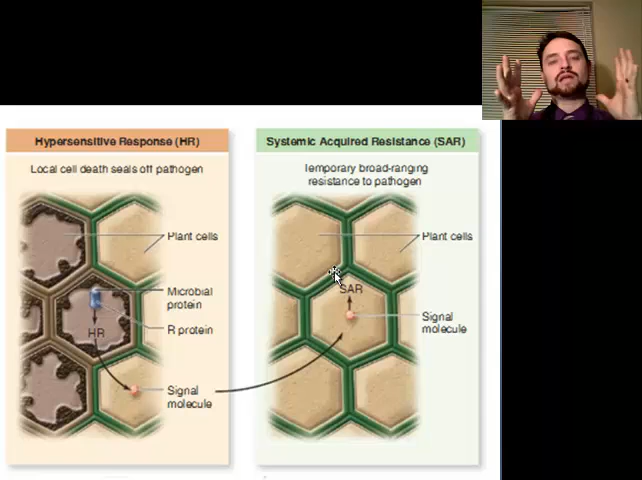 Hypersensitive Response (HR)
Local cell death seals off pathogen
Plant cells
Microbial
protein
R protein
HR
Signal
molecule
Systemic Acquired Resistance (SAR)
Temporary broad-ranging
resistance to pathogen
Plant cells
SAR
Signal
molecule